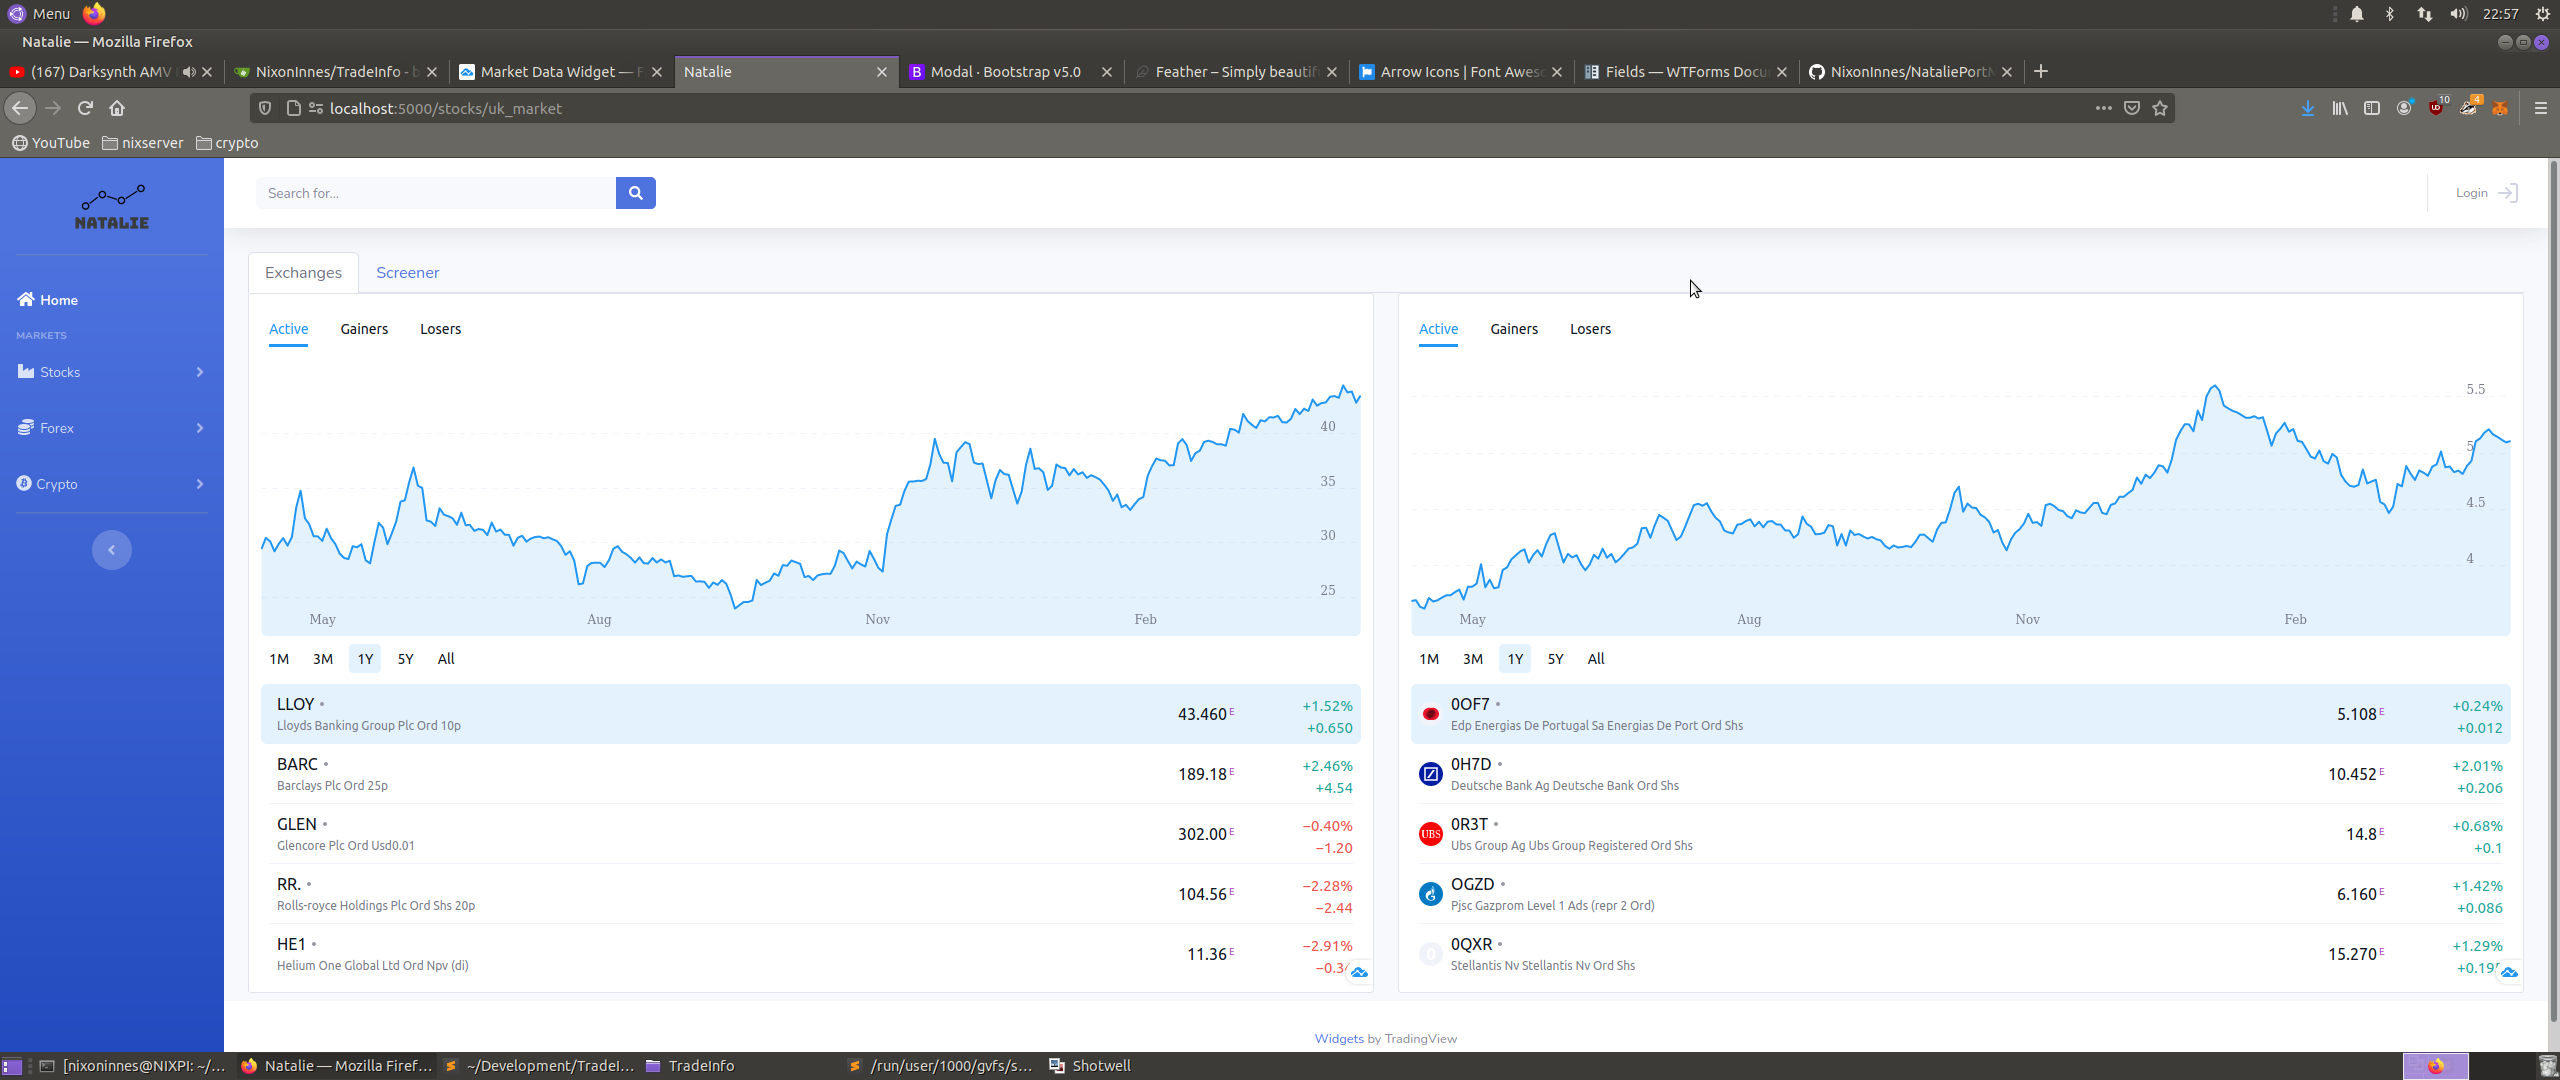 Menu
22:57
Natalie — Mozilla Firefox
(167) Darksynth AMV
NixonInnes/TradeInfo - b
Market Data Widget — F
Natalie
Modal · Bootstrap v5.0
Feather – Simply beautif
Arrow Icons | Font Awes
Fields — WTForms Docu
NixonInnes/NataliePort
localhost:5000/stocks/uk_market
10
4
YouTube
nixserver
crypto
NATALIE
Search for...
Login
Exchanges
Screener
Home
MARKETS
Stocks
Forex
Crypto
Active
Gainers
Losers
40
35
30
25
May
Aug
Nov
Feb
1M
3M
1Y
5Y
All
LLOY
Lloyds Banking Group Plc Ord 10p
43.460 E
+1.52%
+0.650
BARC
Barclays Plc Ord 25p
189.18 E
+2.46%
+4.54
GLEN
Glencore Plc Ord Usd0.01
302.00 E
−0.40%
−1.20
RR.
Rolls-royce Holdings Plc Ord Shs 20p
104.56 E
−2.28%
−2.44
HE1
Helium One Global Ltd Ord Npv (di)
11.36 E
−2.91%
Active
Gainers
Losers
5.5
5
4.5
4
May
Aug
Nov
Feb
1M
3M
1Y
5Y
All
0OF7
Edp Energias De Portugal Sa Energias De Port Ord Shs
5.108 E
+0.24%
+0.012
0H7D
Deutsche Bank Ag Deutsche Bank Ord Shs
10.452 E
+2.01%
+0.206
UBS
0R3T
Ubs Group Ag Ubs Group Registered Ord Shs
14.8 E
+0.68%
+0.1
OGZD
Pjsc Gazprom Level 1 Ads (repr 2 Ord)
6.160 E
+1.42%
+0.086
0
0QXR
Stellantis Nv Stellantis Nv Ord Shs
15.270 E
+1.29%
Widgets by TradingView
[nixoninnes@NIXPI: ~/...
Natalie — Mozilla Firef...
~/Development/TradeI...
TradeInfo
/run/user/1000/gvfs/s...
Shotwell